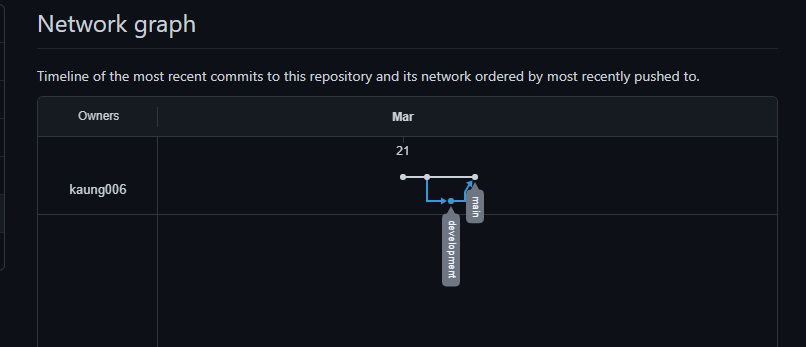 Network graph
Timeline of the most recent commits to this repository and its network ordered by most recently pushed to.
Owners
Mar
21
kaung006
main
development